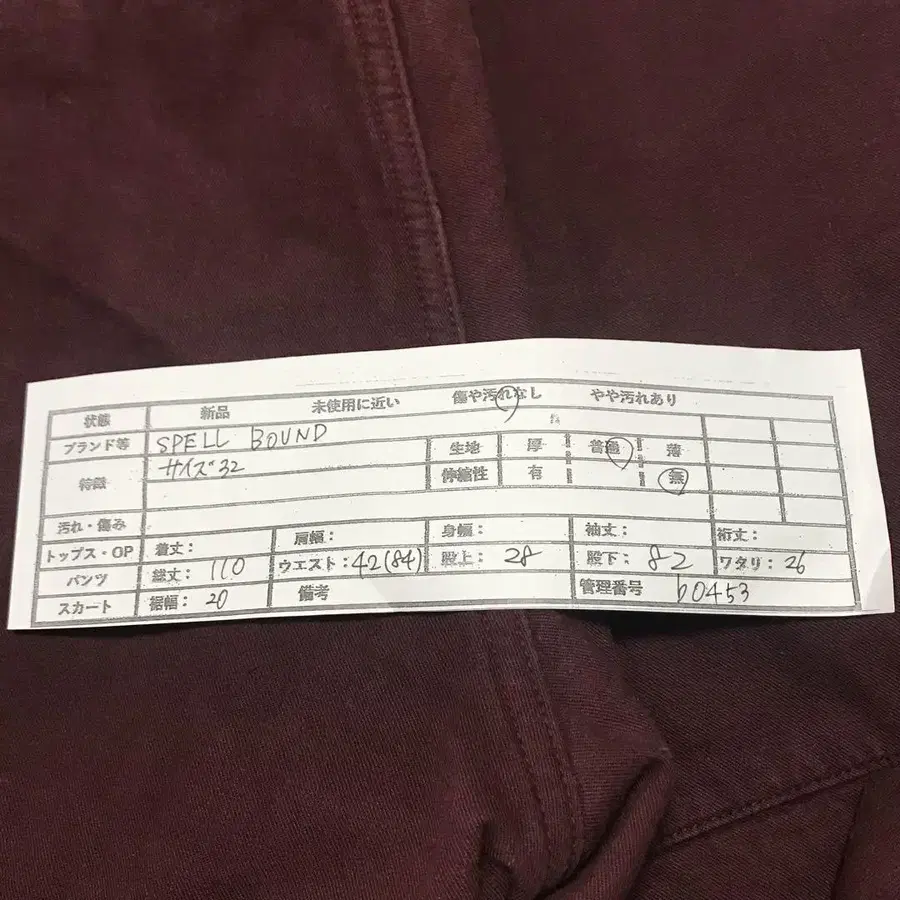 状態 新品 未使用に近い 傷や汚れなし やや汚れあり
ブランド等 SPELL BOUND 生地 厚 普通 薄
特徴 サイズ32 伸縮性 有 無
汚れ・傷み
トップス・OP 着丈: 肩幅: 身幅: 袖丈: 裄丈:
パンツ 総丈: 110 ウエスト: 42(84) 股上: 28 股下: 82 ワタリ: 26
スカート 裾幅: 20 備考 管理番号 b0453